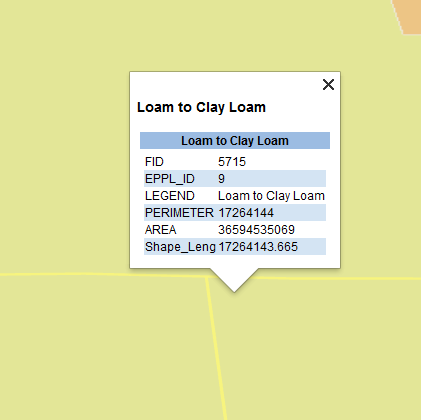 Loam to Clay Loam
Loam to Clay Loam
FID 5715
EPPL_ID 9
LEGEND Loam to Clay Loam
PERIMETER 17264144
AREA 36594535069
Shape_Leng 17264143.665